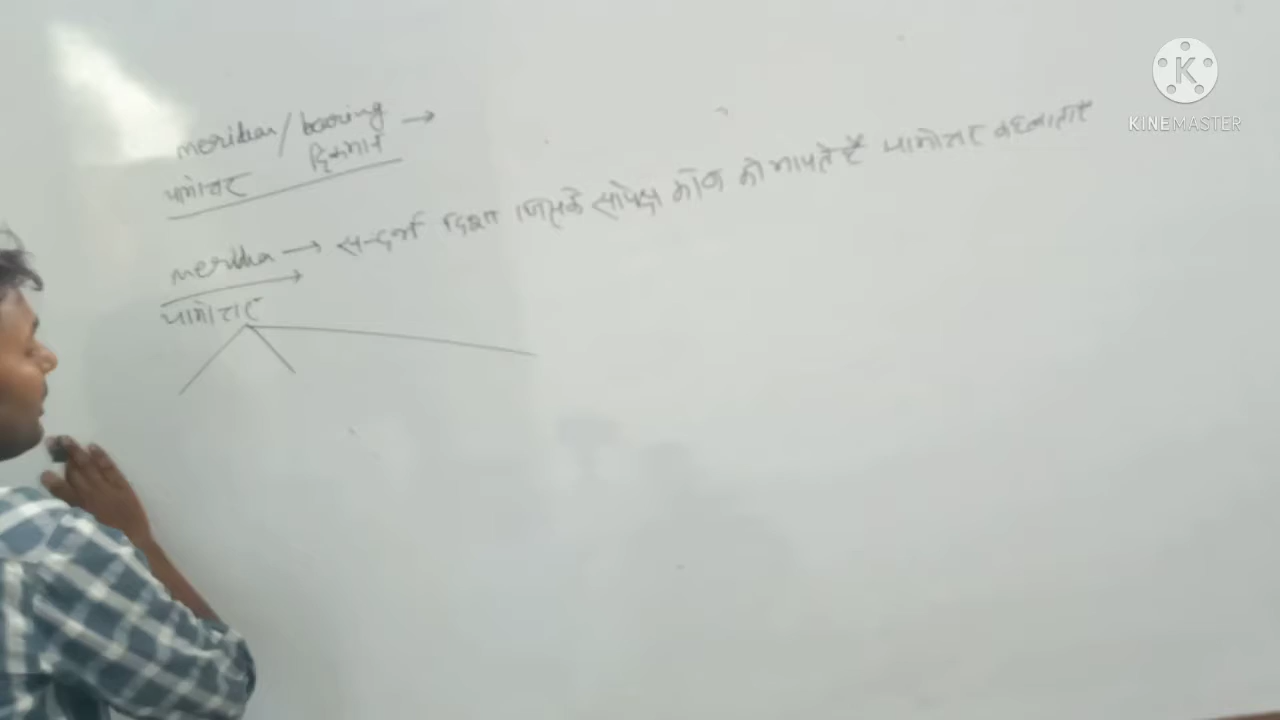 meridian / bearing →
याम्योत्तर दिक्मान
meridian → सन्दर्भ दिशा जिसके सापेक्ष कोण को मापते हैं याम्योत्तर कहलाता है
याम्योत्तर
K
KINEMASTER